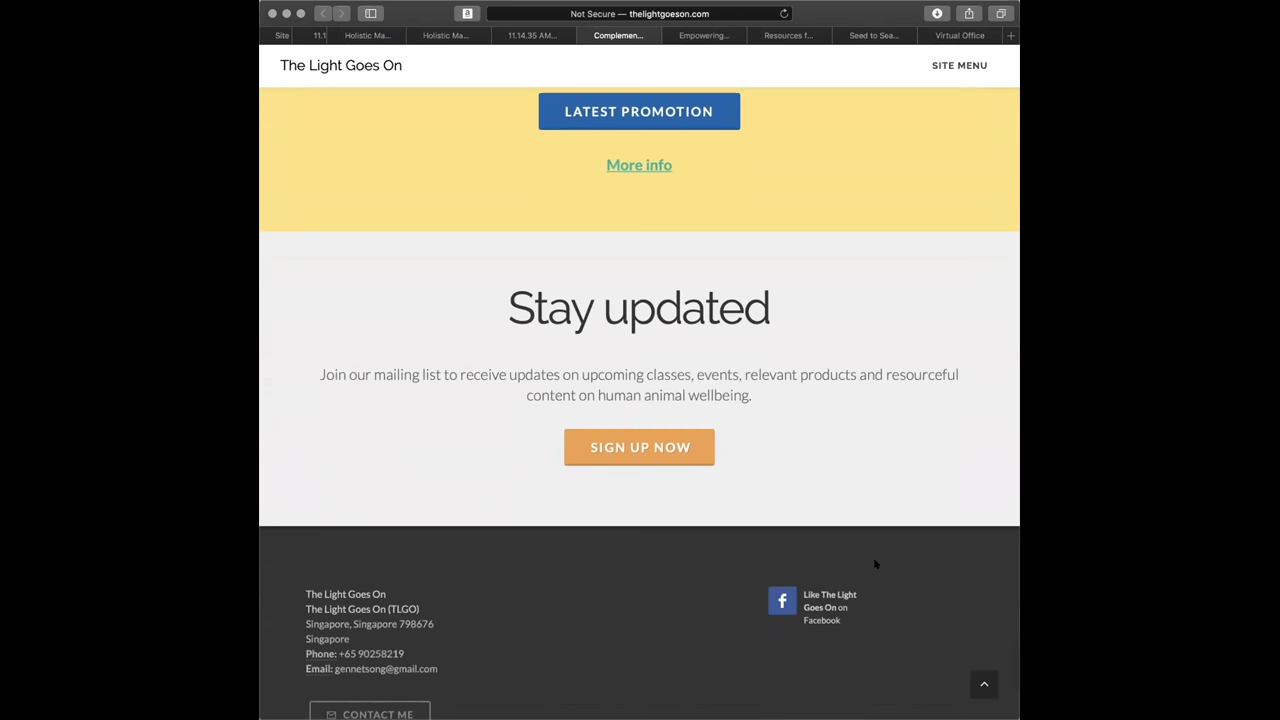 Not Secure — thelightgoeson.com
Site
11.1
Holistic Ma...
Holistic Ma...
11.14.35 AM...
Complemen...
Empowering...
Resources f...
Seed to Sea...
Virtual Office
The Light Goes On
SITE MENU
LATEST PROMOTION
More info
Stay updated
Join our mailing list to receive updates on upcoming classes, events, relevant products and resourceful
content on human animal wellbeing.
SIGN UP NOW
The Light Goes On
The Light Goes On (TLGO)
Singapore, Singapore 798676
Singapore
Phone: +65 90258219
Email: gennetsong@gmail.com
Like The Light
Goes On on
Facebook
CONTACT ME